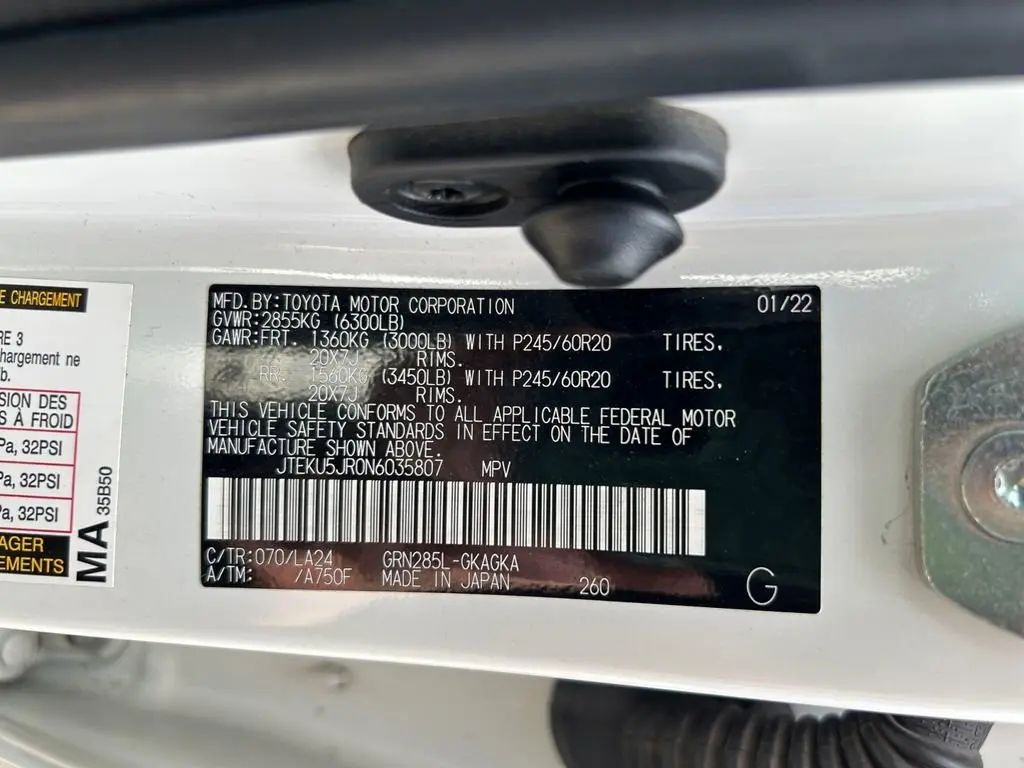 E CHARGEMENT
RE 3
hargement ne
b.
SION DES
S À FROID
Pa, 32PSI
Pa, 32PSI
Pa, 32PSI
AGER
EMENTS
MA 35B50
MFD.BY:TOYOTA MOTOR CORPORATION 01/22
GVWR:2855KG (6300LB)
GAWR:FRT. 1360KG (3000LB) WITH P245/60R20 TIRES,
20X7J RIMS.
RR. 1560KG (3450LB) WITH P245/60R20 TIRES,
20X7J RIMS.
THIS VEHICLE CONFORMS TO ALL APPLICABLE FEDERAL MOTOR
VEHICLE SAFETY STANDARDS IN EFFECT ON THE DATE OF
MANUFACTURE SHOWN ABOVE.
JTEKU5JR0N6035807 MPV
C/TR:070/LA24 GRN285L-GKAGKA
A/TM: /A750F MADE IN JAPAN 260 G